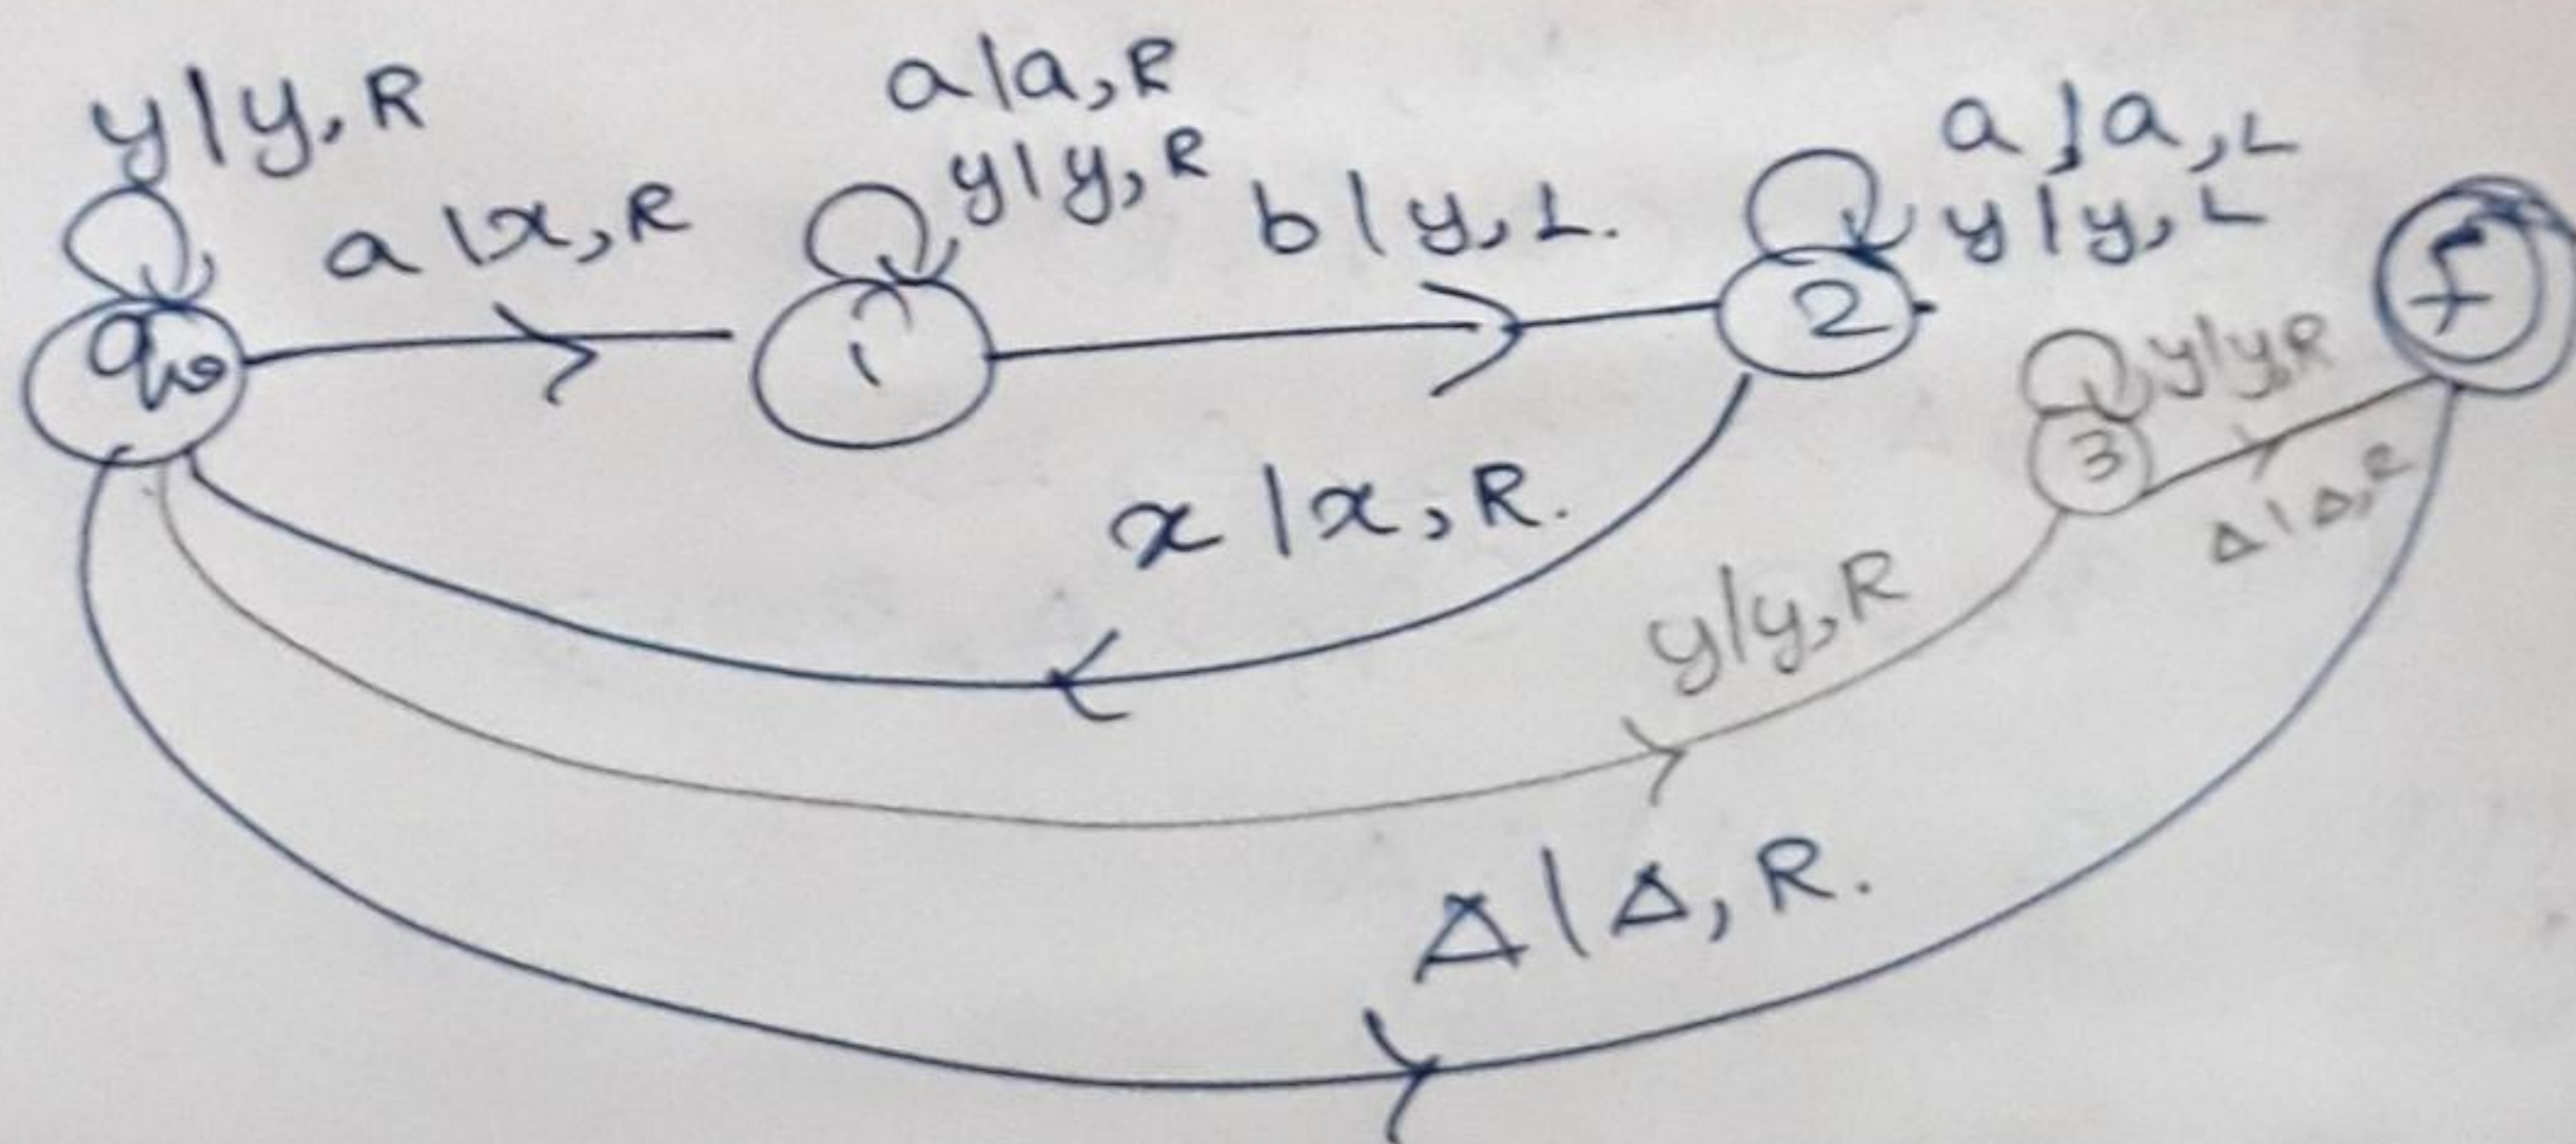 y|y, R
a|x, R
a|a, R
y|y, R
b|y, L.
a|a, L
y|y, L
q0
1
2
f
y|y, R
3
Δ|Δ, R
x|x, R.
y|y, R
Δ|Δ, R.